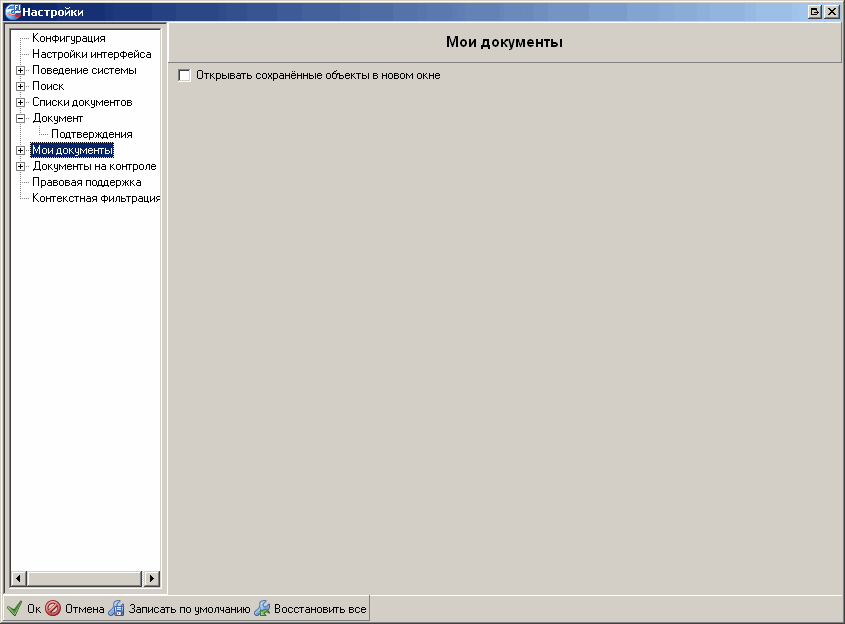 Настройки
Конфигурация
Настройки интерфейса
Поведение системы
Поиск
Списки документов
Документ
Подтверждения
Мои документы
Документы на контроле
Правовая поддержка
Контекстная фильтрация
Мои документы
Открывать сохранённые объекты в новом окне
Ок Отмена Записать по умолчанию Восстановить все